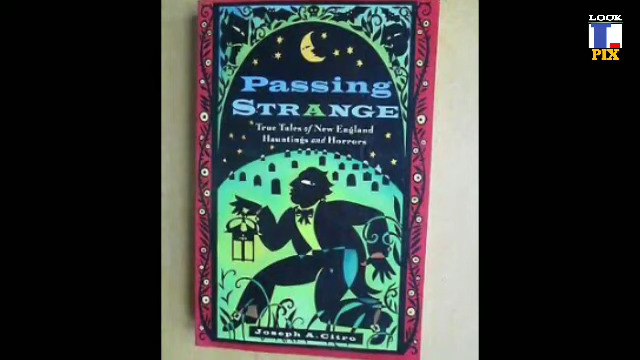 Passing
STRANGE
True Tales of New England
Hauntings and Horrors
Joseph A. Citro
LOOK
PIX